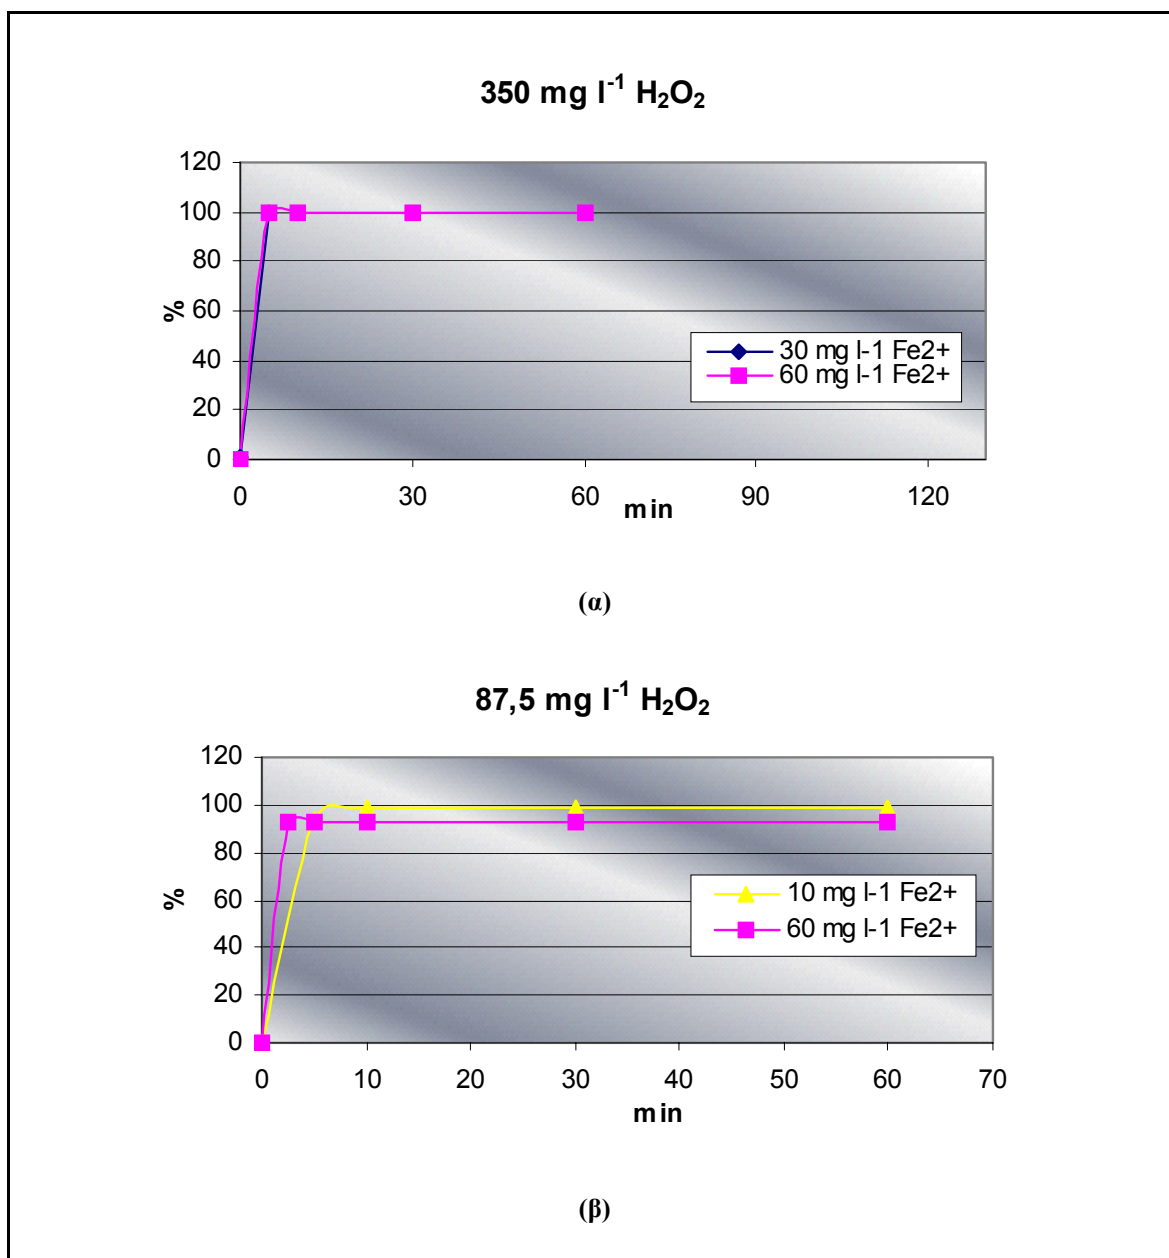 350 mg l⁻¹ H₂O₂
120
100
80
60
40
20
0
%
0 30 60 90 120
min
30 mg l-1 Fe2+
60 mg l-1 Fe2+
(α)
87,5 mg l⁻¹ H₂O₂
120
100
80
60
40
20
0
%
0 10 20 30 40 50 60 70
min
10 mg l-1 Fe2+
60 mg l-1 Fe2+
(β)